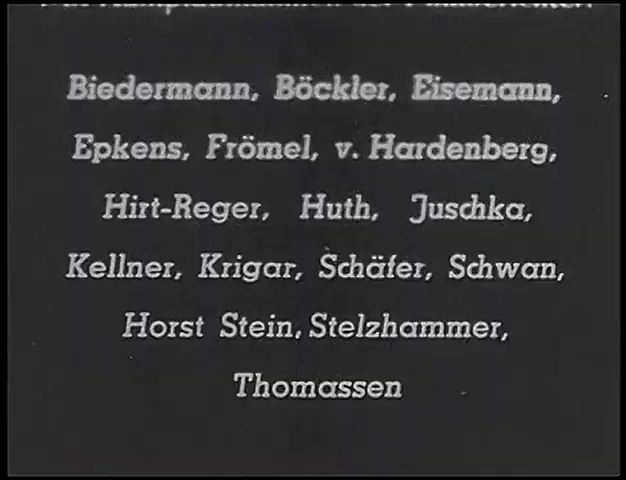 Biedermann, Böckler, Eisemann,
Epkens, Frömel, v. Hardenberg,
Hirt-Reger, Huth, Juschka,
Kellner, Krigar, Schäfer, Schwan,
Horst Stein, Stelzhammer,
Thomassen